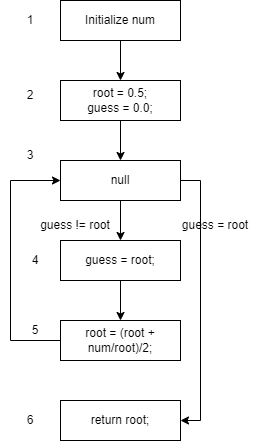 1
Initialize num
2
root = 0.5;
guess = 0.0;
3
null
guess != root
guess = root
4
guess = root;
5
root = (root +
num/root)/2;
6
return root;